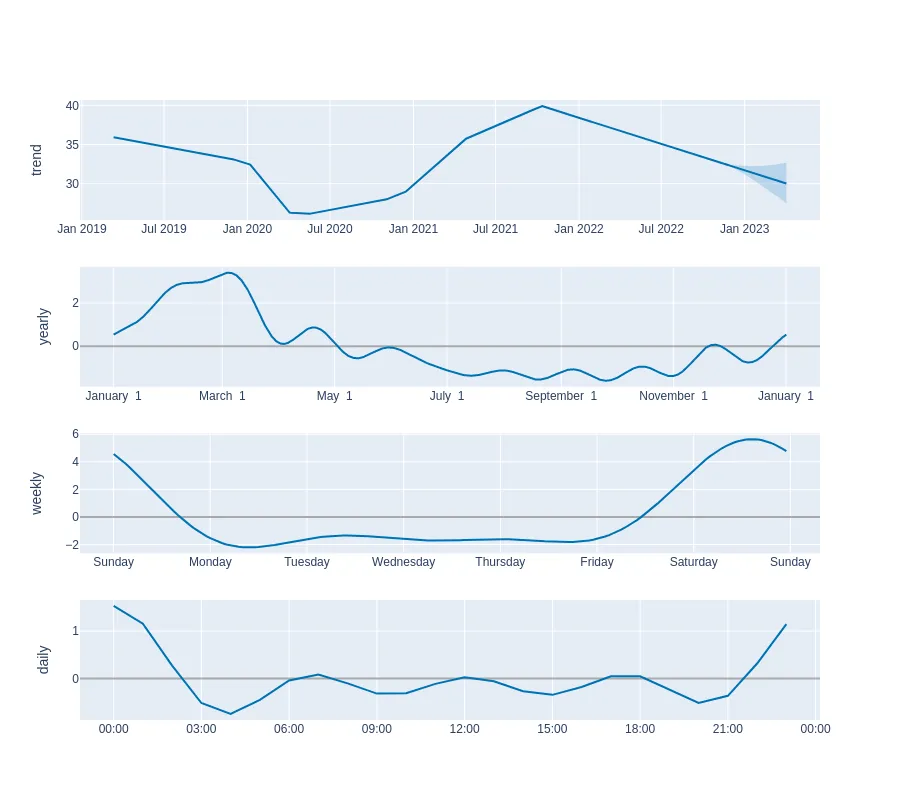 trend
40
35
30
Jan 2019 Jul 2019 Jan 2020 Jul 2020 Jan 2021 Jul 2021 Jan 2022 Jul 2022 Jan 2023
yearly
2
0
January 1 March 1 May 1 July 1 September 1 November 1 January 1
weekly
6
4
2
0
−2
Sunday Monday Tuesday Wednesday Thursday Friday Saturday Sunday
daily
1
0
00:00 03:00 06:00 09:00 12:00 15:00 18:00 21:00 00:00